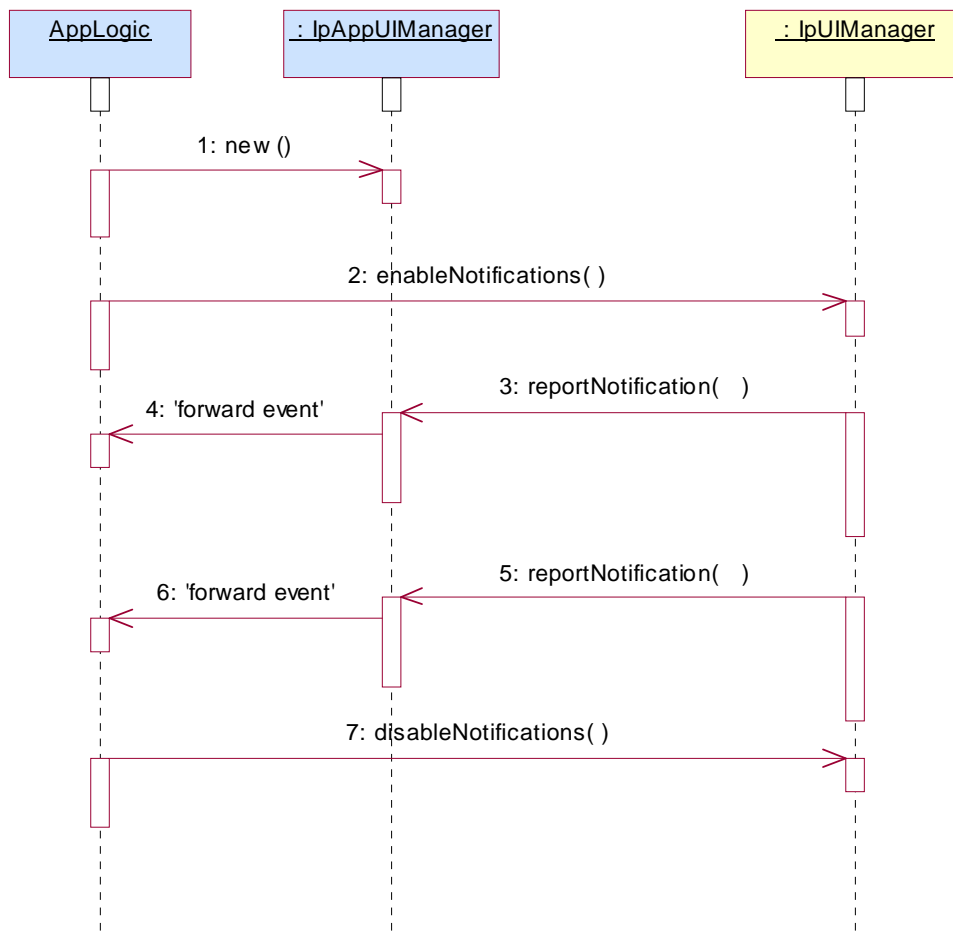 AppLogic
: IpAppUIManager
: IpUIManager
1: new ()
2: enableNotifications( )
3: reportNotification(   )
4: 'forward event'
5: reportNotification(   )
6: 'forward event'
7: disableNotifications( )